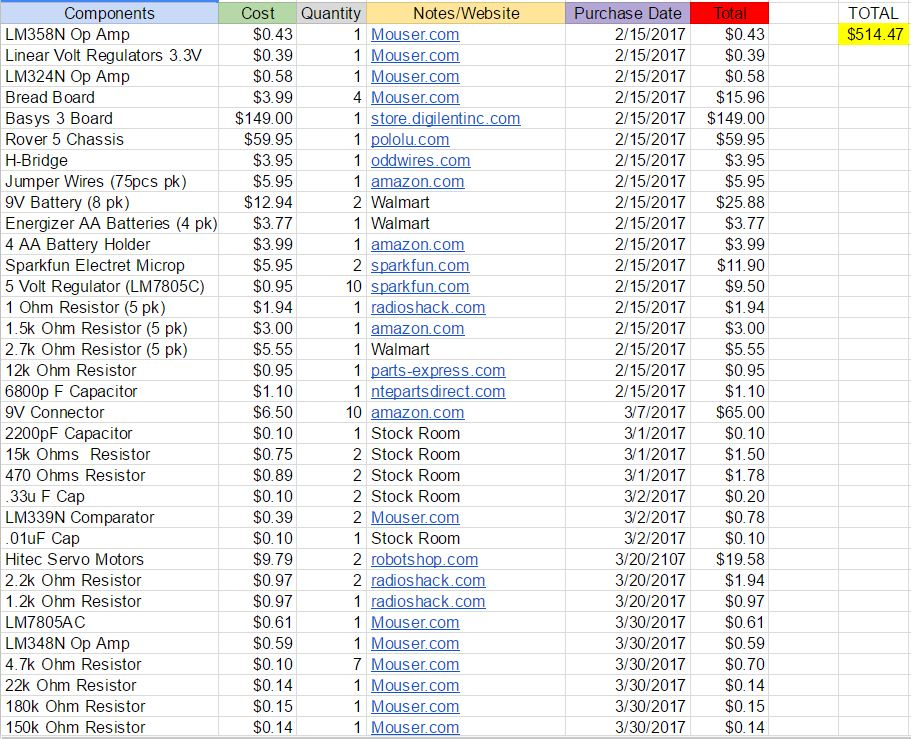 Components Cost Quantity Notes/Website Purchase Date Total TOTAL
LM358N Op Amp $0.43 1 Mouser.com 2/15/2017 $0.43 $514.47
Linear Volt Regulators 3.3V $0.39 1 Mouser.com 2/15/2017 $0.39
LM324N Op Amp $0.58 1 Mouser.com 2/15/2017 $0.58
Bread Board $3.99 4 Mouser.com 2/15/2017 $15.96
Basys 3 Board $149.00 1 store.digilentinc.com 2/15/2017 $149.00
Rover 5 Chassis $59.95 1 pololu.com 2/15/2017 $59.95
H-Bridge $3.95 1 oddwires.com 2/15/2017 $3.95
Jumper Wires (75pcs pk) $5.95 1 amazon.com 2/15/2017 $5.95
9V Battery (8 pk) $12.94 2 Walmart 2/15/2017 $25.88
Energizer AA Batteries (4 pk) $3.77 1 Walmart 2/15/2017 $3.77
4 AA Battery Holder $3.99 1 amazon.com 2/15/2017 $3.99
Sparkfun Electret Microp $5.95 2 sparkfun.com 2/15/2017 $11.90
5 Volt Regulator (LM7805C) $0.95 10 sparkfun.com 2/15/2017 $9.50
1 Ohm Resistor (5 pk) $1.94 1 radioshack.com 2/15/2017 $1.94
1.5k Ohm Resistor (5 pk) $3.00 1 amazon.com 2/15/2017 $3.00
2.7k Ohm Resistor (5 pk) $5.55 1 Walmart 2/15/2017 $5.55
12k Ohm Resistor $0.95 1 parts-express.com 2/15/2017 $0.95
6800p F Capacitor $1.10 1 ntepartsdirect.com 2/15/2017 $1.10
9V Connector $6.50 10 amazon.com 3/7/2017 $65.00
2200pF Capacitor $0.10 1 Stock Room 3/1/2017 $0.10
15k Ohms Resistor $0.75 2 Stock Room 3/1/2017 $1.50
470 Ohms Resistor $0.89 2 Stock Room 3/1/2017 $1.78
.33u F Cap $0.10 2 Stock Room 3/2/2017 $0.20
LM339N Comparator $0.39 2 Mouser.com 3/2/2017 $0.78
.01uF Cap $0.10 1 Stock Room 3/2/2017 $0.10
Hitec Servo Motors $9.79 2 robotshop.com 3/20/2107 $19.58
2.2k Ohm Resistor $0.97 2 radioshack.com 3/20/2017 $1.94
1.2k Ohm Resistor $0.97 1 radioshack.com 3/20/2017 $0.97
LM7805AC $0.61 1 Mouser.com 3/30/2017 $0.61
LM348N Op Amp $0.59 1 Mouser.com 3/30/2017 $0.59
4.7k Ohm Resistor $0.10 7 Mouser.com 3/30/2017 $0.70
22k Ohm Resistor $0.14 1 Mouser.com 3/30/2017 $0.14
180k Ohm Resistor $0.15 1 Mouser.com 3/30/2017 $0.15
150k Ohm Resistor $0.14 1 Mouser.com 3/30/2017 $0.14